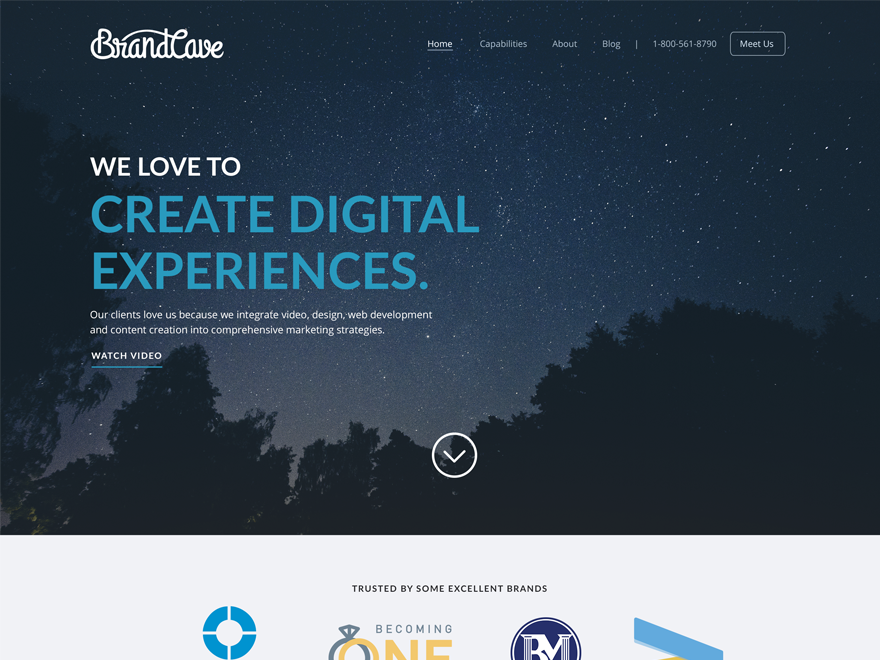 BrandCave
Home Capabilities About Blog | 1-800-561-8790 Meet Us
WE LOVE TO
CREATE DIGITAL
EXPERIENCES.
Our clients love us because we integrate video, design, web development
and content creation into comprehensive marketing strategies.
WATCH VIDEO
TRUSTED BY SOME EXCELLENT BRANDS
BECOMING
ONE
BM